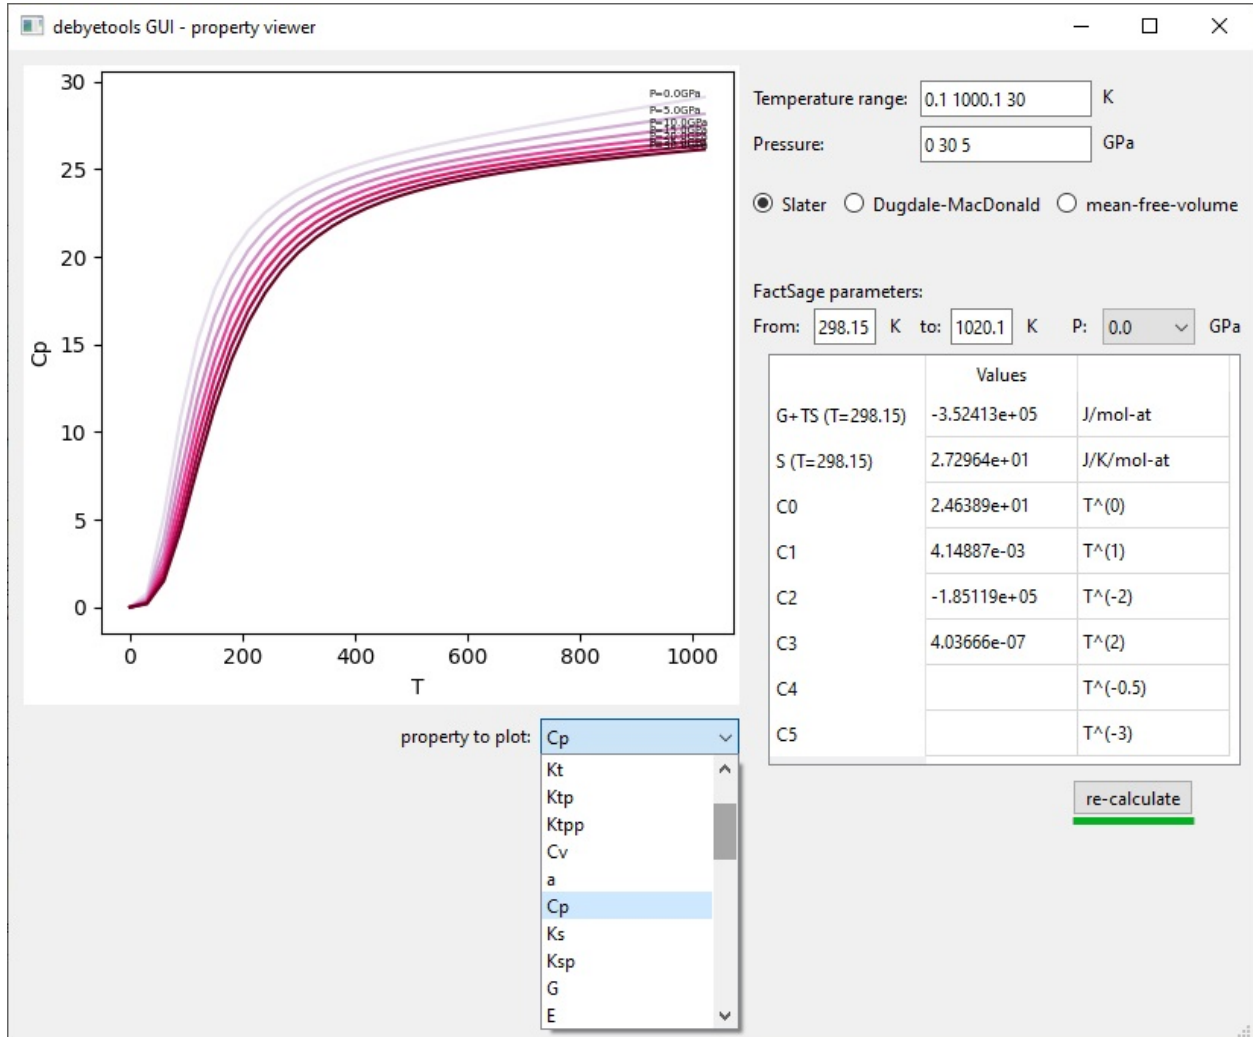 debyetools GUI - property viewer
30
25
20
15
10
5
0
Cp
P=0.0GPa
P=5.0GPa
P=10.0GPa
P=15.0GPa
0
200
400
600
800
1000
T
property to plot: Cp
Kt
Ktp
Ktpp
Cv
a
Cp
Ks
Ksp
G
E
Temperature range: 0.1 1000.1 30 K
Pressure: 0 30 5 GPa
Slater Dugdale-MacDonald mean-free-volume
FactSage parameters:
From: 298.15 K to: 1020.1 K P: 0.0 GPa
Values
G+TS (T=298.15) -3.52413e+05 J/mol-at
S (T=298.15) 2.72964e+01 J/K/mol-at
C0 2.46389e+01 T^(0)
C1 4.14887e-03 T^(1)
C2 -1.85119e+05 T^(-2)
C3 4.03666e-07 T^(2)
C4 T^(-0.5)
C5 T^(-3)
re-calculate